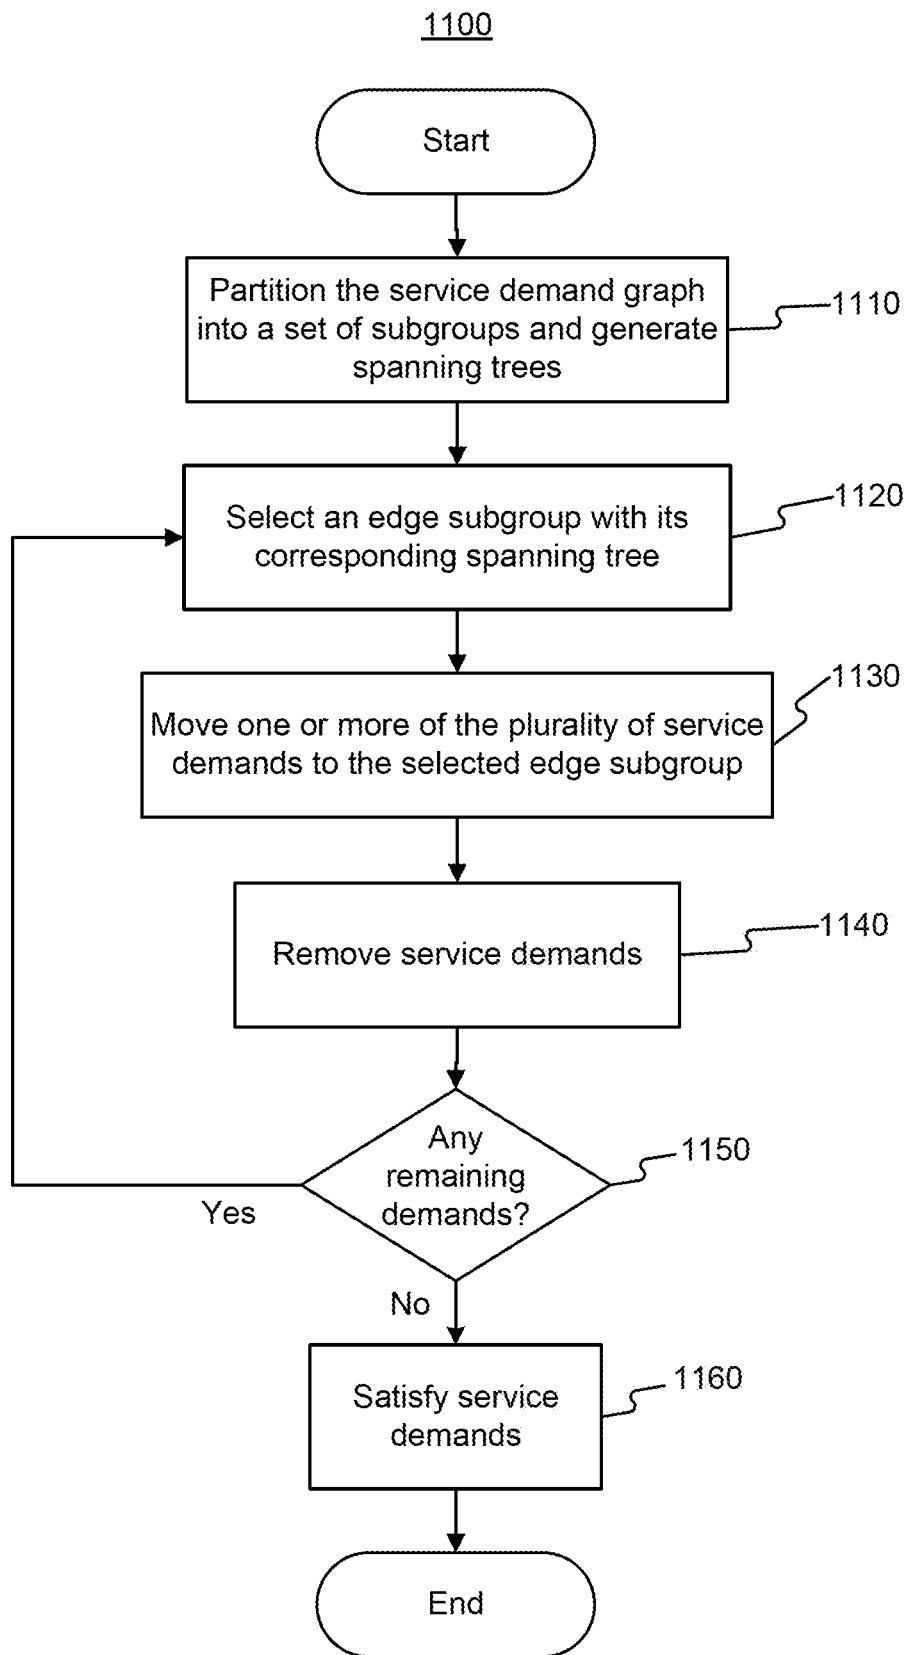 1100
Start
Partition the service demand graph
into a set of subgroups and generate
spanning trees
1110
Select an edge subgroup with its
corresponding spanning tree
1120
Move one or more of the plurality of service
demands to the selected edge subgroup
1130
Remove service demands
1140
Any
remaining
demands?
1150
Yes
No
Satisfy service
demands
1160
End